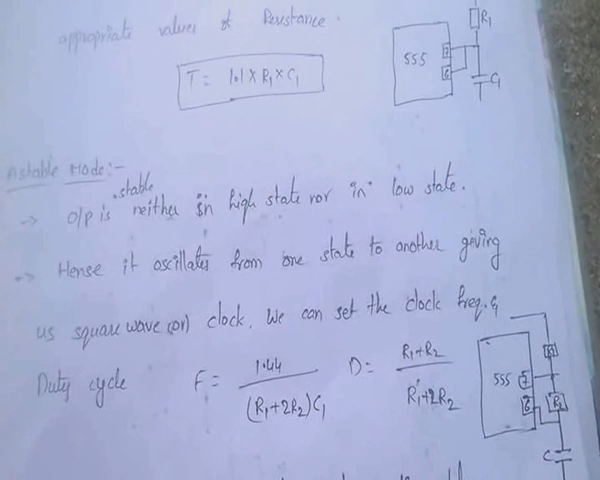 appropriate values of Resistance.
R1
555
7
6
C1
T = 1.1 X R1 X C1
Astable Mode:-
-> O/P is neither stable in high state nor in low state.
-> Hense it oscillates from one state to another giving
us square wave (or) clock. We can set the clock freq. &
Duty cycle F = 1.44 / (R1+2R2)C1 D = R1+R2 / R1+2R2
R1
555
7
R2
6
C